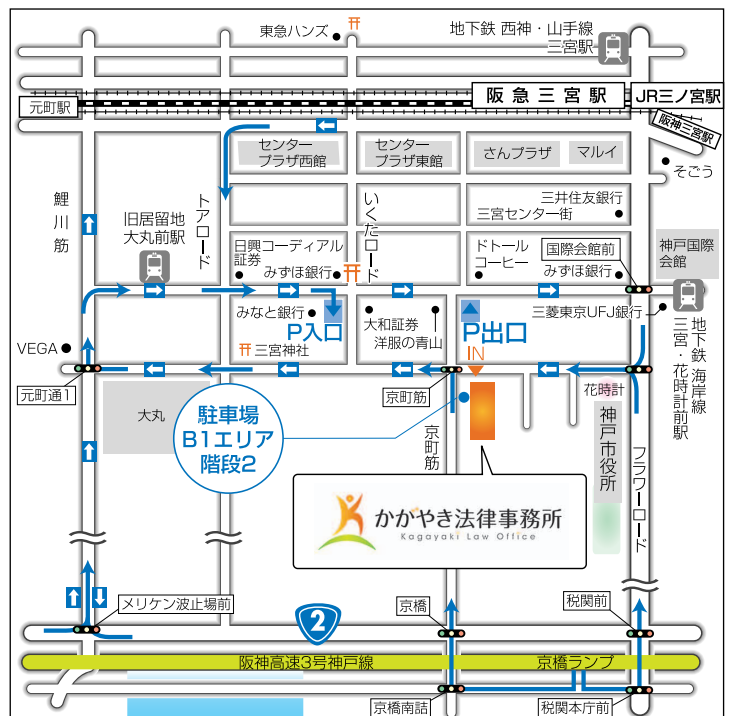 東急ハンズ
地下鉄 西神・山手線
三宮駅
元町駅
阪急三宮駅
JR三ノ宮駅
阪神三宮駅
センター
プラザ西館
センター
プラザ東館
さんプラザ
マルイ
そごう
鯉川筋
トアロード
いくたロード
旧居留地
大丸前駅
三井住友銀行
三宮センター街
日興コーディアル
証券
みずほ銀行
ドトール
コーヒー
国際会館前
みずほ銀行
神戸国際
会館
みなと銀行
P入口
大和証券
洋服の青山
P出口
三菱東京UFJ銀行
地下鉄 海岸線
三宮・花時計前駅
VEGA
三宮神社
IN
元町通1
京町筋
花時計
大丸
駐車場
B1エリア
階段2
京町筋
神戸市役所
フラワーロード
かがやき法律事務所
Kagayaki Law Office
メリケン波止場前
2
京橋
税関前
阪神高速3号神戸線
京橋ランプ
京橋南詰
税関本庁前